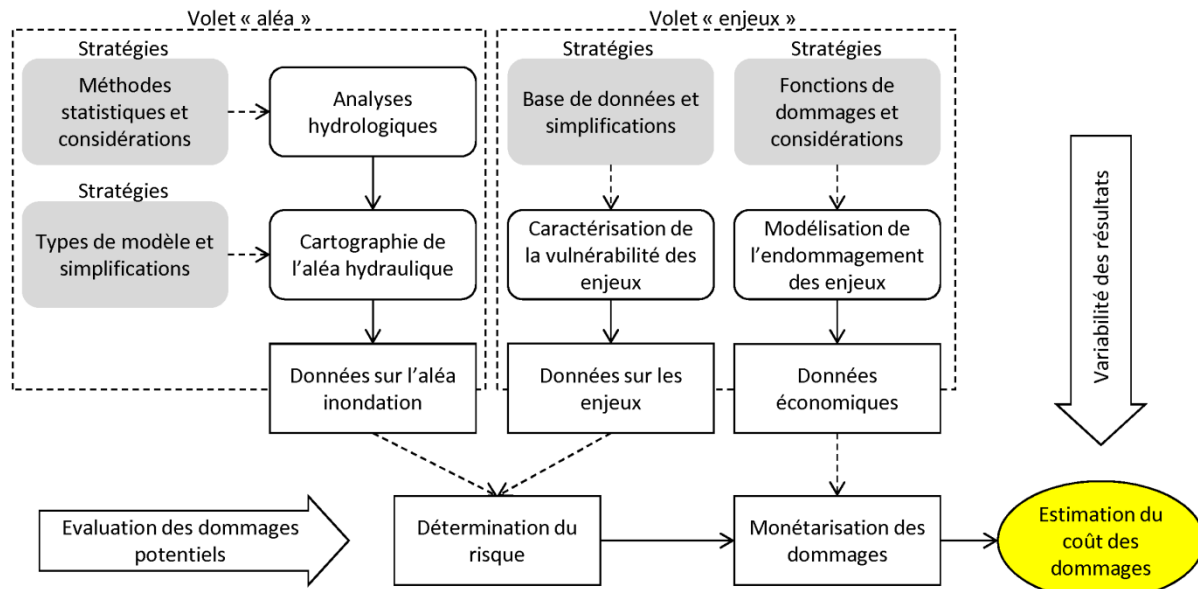 Volet « aléa »
Volet « enjeux »
Stratégies
Stratégies
Stratégies
Méthodes
statistiques et
considérations
Analyses
hydrologiques
Base de données et
simplifications
Fonctions de
dommages et
considérations
Stratégies
Types de modèle et
simplifications
Cartographie de
l’aléa hydraulique
Caractérisation de
la vulnérabilité des
enjeux
Modélisation de
l’endommagement
des enjeux
Données sur l’aléa
inondation
Données sur les
enjeux
Données
économiques
Variabilité des résultats
Evaluation des dommages
potentiels
Détermination du
risque
Monétarisation des
dommages
Estimation du
coût des
dommages